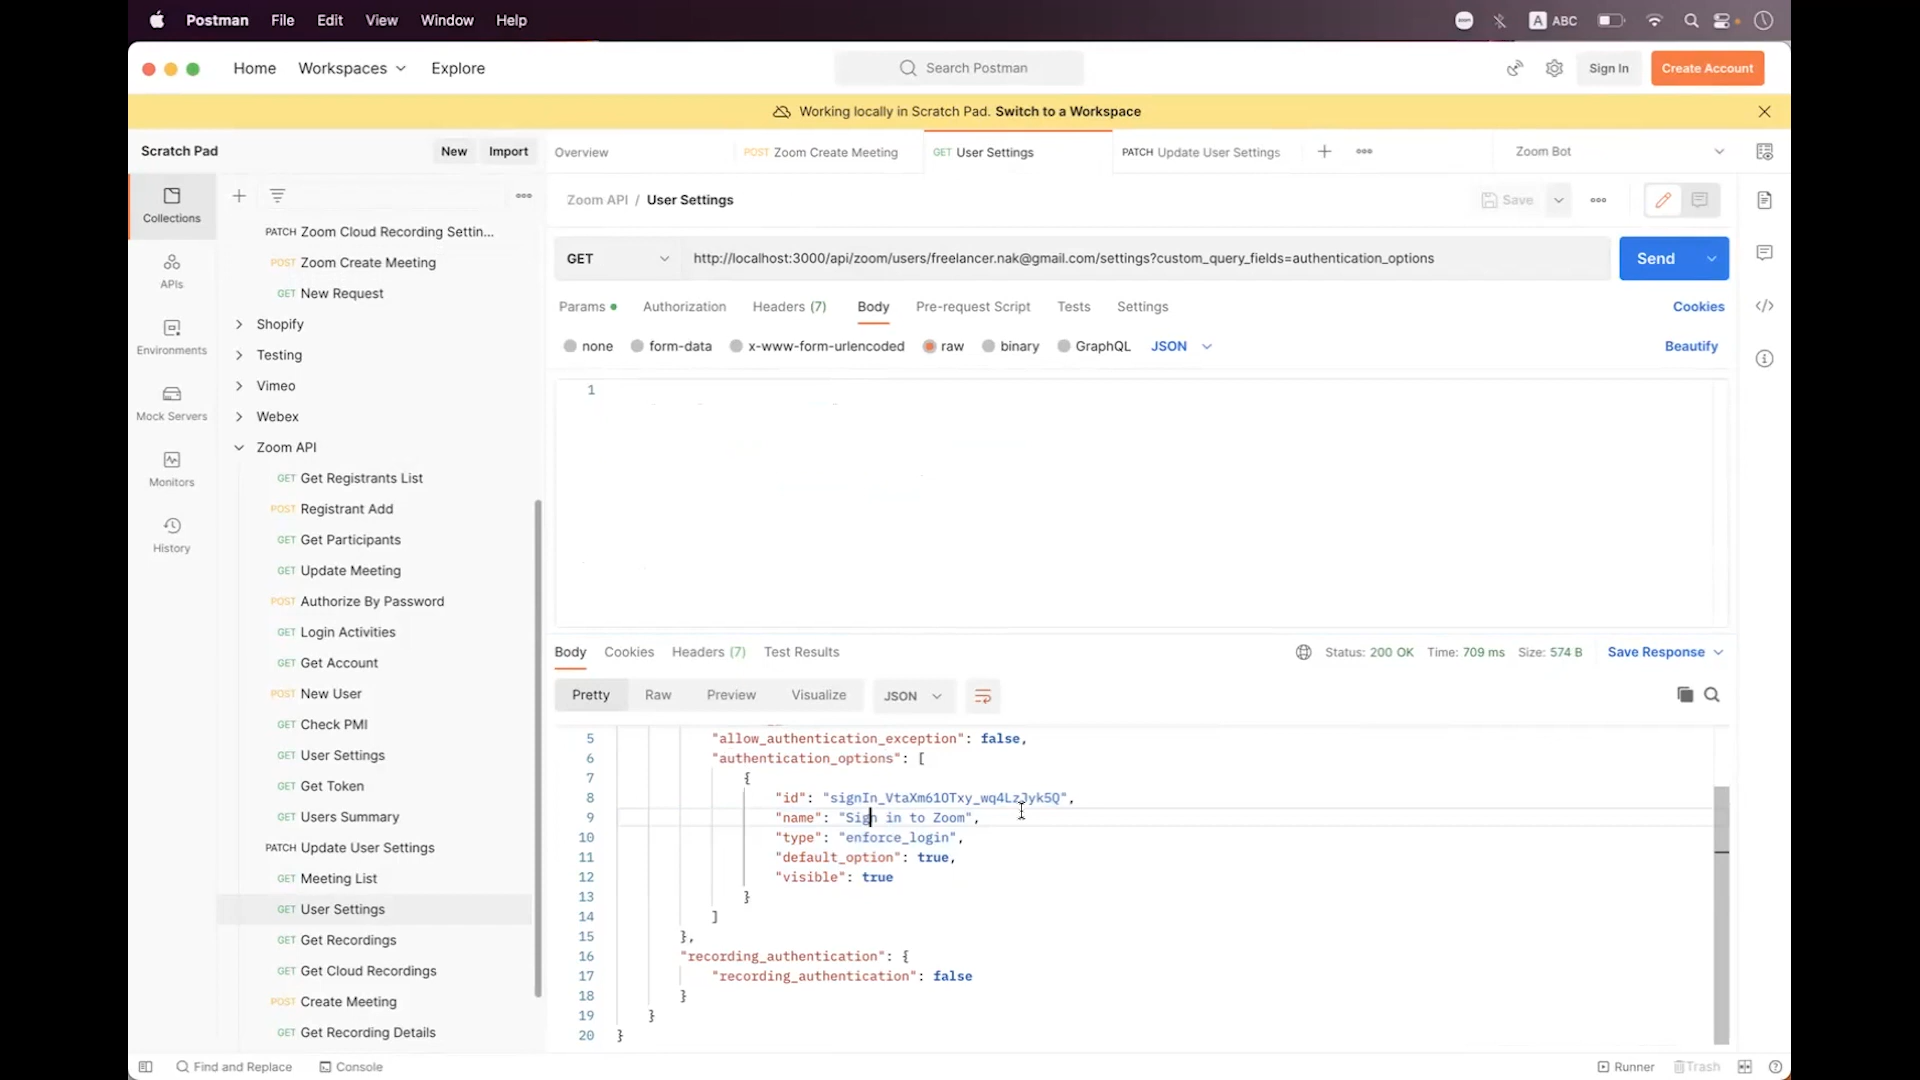 Postman File Edit View Window Help A ABC
Home Workspaces Explore Search Postman Sign In Create Account
Working locally in Scratch Pad. Switch to a Workspace
Scratch Pad New Import Overview POST Zoom Create Meeting GET User Settings PATCH Update User Settings Zoom Bot
Zoom API / User Settings Save
GET http://localhost:3000/api/zoom/users/freelancer.nak@gmail.com/settings?custom_query_fields=authentication_options Send
Params Authorization Headers (7) Body Pre-request Script Tests Settings Cookies
none form-data x-www-form-urlencoded raw binary GraphQL JSON Beautify
1
Collections
APIs
Environments
Mock Servers
Monitors
History
PATCH Zoom Cloud Recording Settin...
POST Zoom Create Meeting
GET New Request
Shopify
Testing
Vimeo
Webex
Zoom API
GET Get Registrants List
POST Registrant Add
GET Get Participants
GET Update Meeting
POST Authorize By Password
GET Login Activities
GET Get Account
POST New User
GET Check PMI
GET User Settings
GET Get Token
GET Users Summary
PATCH Update User Settings
GET Meeting List
GET User Settings
GET Get Recordings
GET Get Cloud Recordings
POST Create Meeting
GET Get Recording Details
Body Cookies Headers (7) Test Results Status: 200 OK Time: 709 ms Size: 574 B Save Response
Pretty Raw Preview Visualize JSON
5 "allow_authentication_exception": false,
6 "authentication_options": [
7 {
8 "id": "signIn_VtaXm61OTxy_wq4LzJyk5Q",
9 "name": "Sign in to Zoom",
10 "type": "enforce_login",
11 "default_option": true,
12 "visible": true
13 }
14 ]
15 },
16 "recording_authentication": {
17 "recording_authentication": false
18 }
19 }
20 }
Find and Replace Console Runner Trash